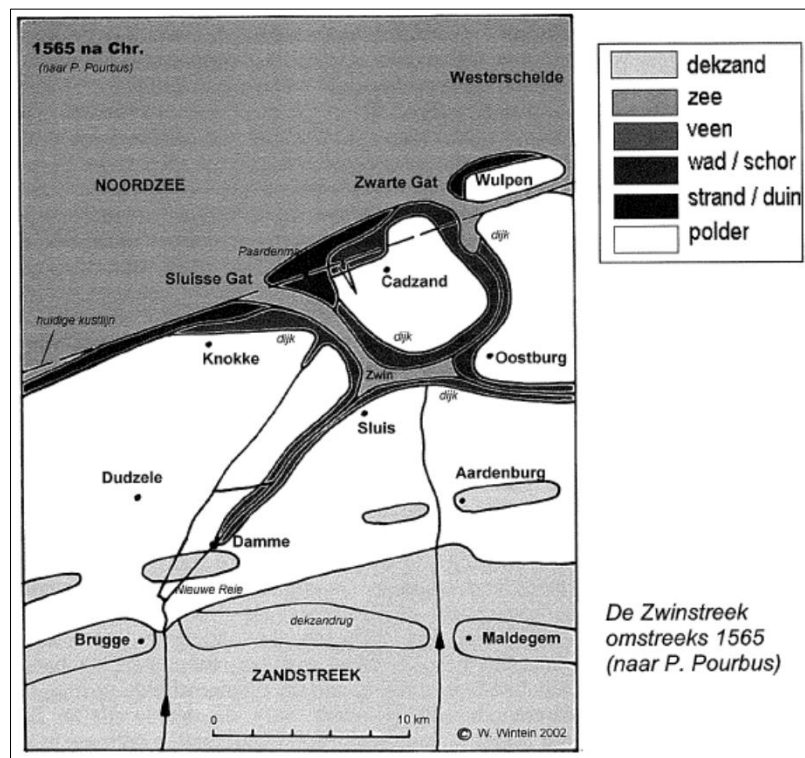 1565 na Chr.
(naar P. Pourbus)
Westerschelde
NOORDZEE
Zwarte Gat
Wulpen
dijk
Cadzand
Sluisse Gat
huidige kustlijn
Knokke
dijk
dijk
Oostburg
Zwin
dijk
Sluis
Dudzele
Aardenburg
Damme
Nieuwe Reie
dekzandrug
Brugge
Maldegem
ZANDSTREEK
0 10 km
© W. Wintein 2002
dekzand
zee
veen
wad / schor
strand / duin
polder
De Zwinstreek
omstreeks 1565
(naar P. Pourbus)